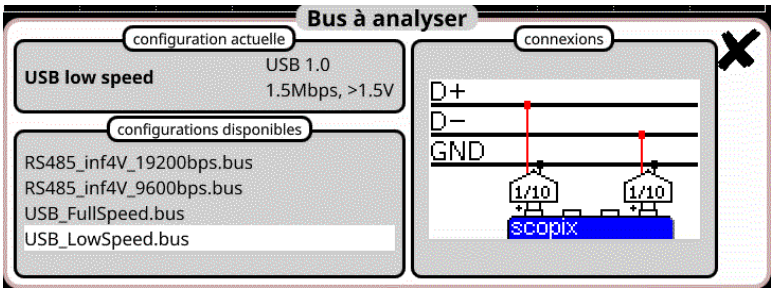 Bus à analyser
configuration actuelle
USB low speed
USB 1.0
1.5Mbps, >1.5V
configurations disponibles
RS485_inf4V_19200bps.bus
RS485_inf4V_9600bps.bus
USB_FullSpeed.bus
USB_LowSpeed.bus
connexions
D+
D−
GND
1/10 1/10
+ +
scopix